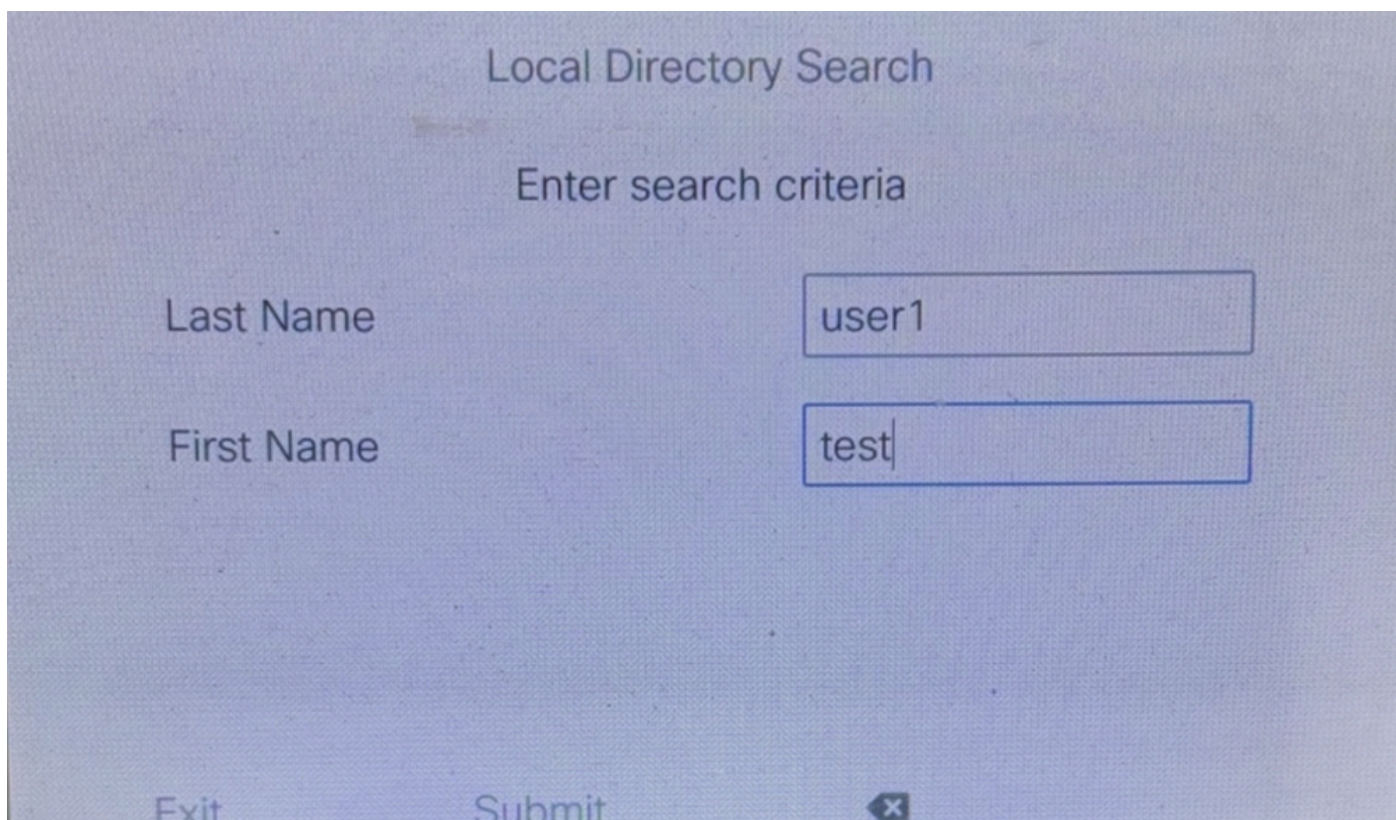 Local Directory Search
Enter search criteria
Last Name user1
First Name test
Exit Submit